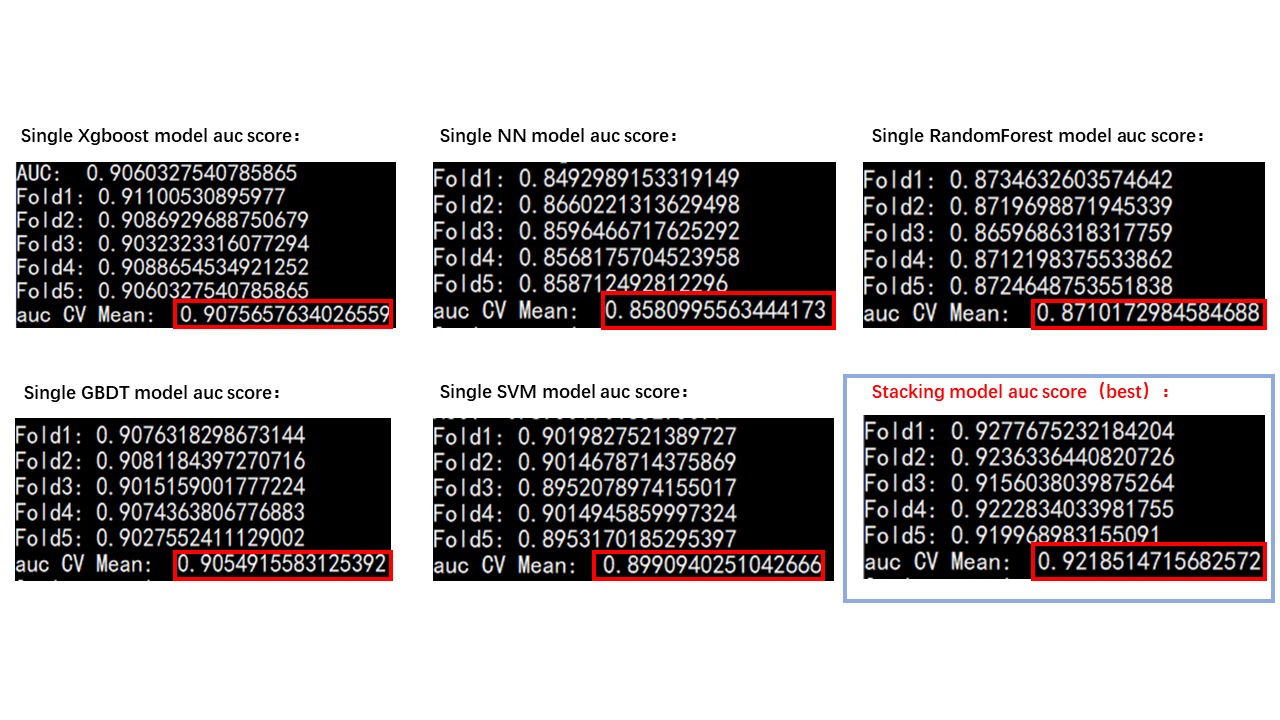 Single Xgboost model auc score：
AUC: 0.9060327540785865
Fold1: 0.91100530895977
Fold2: 0.9086929688750679
Fold3: 0.9032323316077294
Fold4: 0.9088654534921252
Fold5: 0.9060327540785865
auc CV Mean: 0.9075657634026559
Single NN model auc score：
Fold1: 0.8492989153319149
Fold2: 0.8660221313629498
Fold3: 0.8596466717625292
Fold4: 0.8568175704523958
Fold5: 0.858712492812296
auc CV Mean: 0.8580995563444173
Single RandomForest model auc score：
Fold1: 0.8734632603574642
Fold2: 0.8719698871945339
Fold3: 0.8659686318317759
Fold4: 0.8712198375533862
Fold5: 0.8724648753551838
auc CV Mean: 0.8710172984584688
Single GBDT model auc score：
Fold1: 0.9076318298673144
Fold2: 0.9081184397270716
Fold3: 0.9015159001777224
Fold4: 0.9074363806776883
Fold5: 0.9027552411129002
auc CV Mean: 0.9054915583125392
Single SVM model auc score：
Fold1: 0.9019827521389727
Fold2: 0.9014678714375869
Fold3: 0.8952078974155017
Fold4: 0.9014945859997324
Fold5: 0.8953170185295397
auc CV Mean: 0.8990940251042666
Stacking model auc score（best）：
Fold1: 0.9277675232184204
Fold2: 0.9236336440820726
Fold3: 0.9156038039875264
Fold4: 0.9222834033981755
Fold5: 0.919968983155091
auc CV Mean: 0.9218514715682572